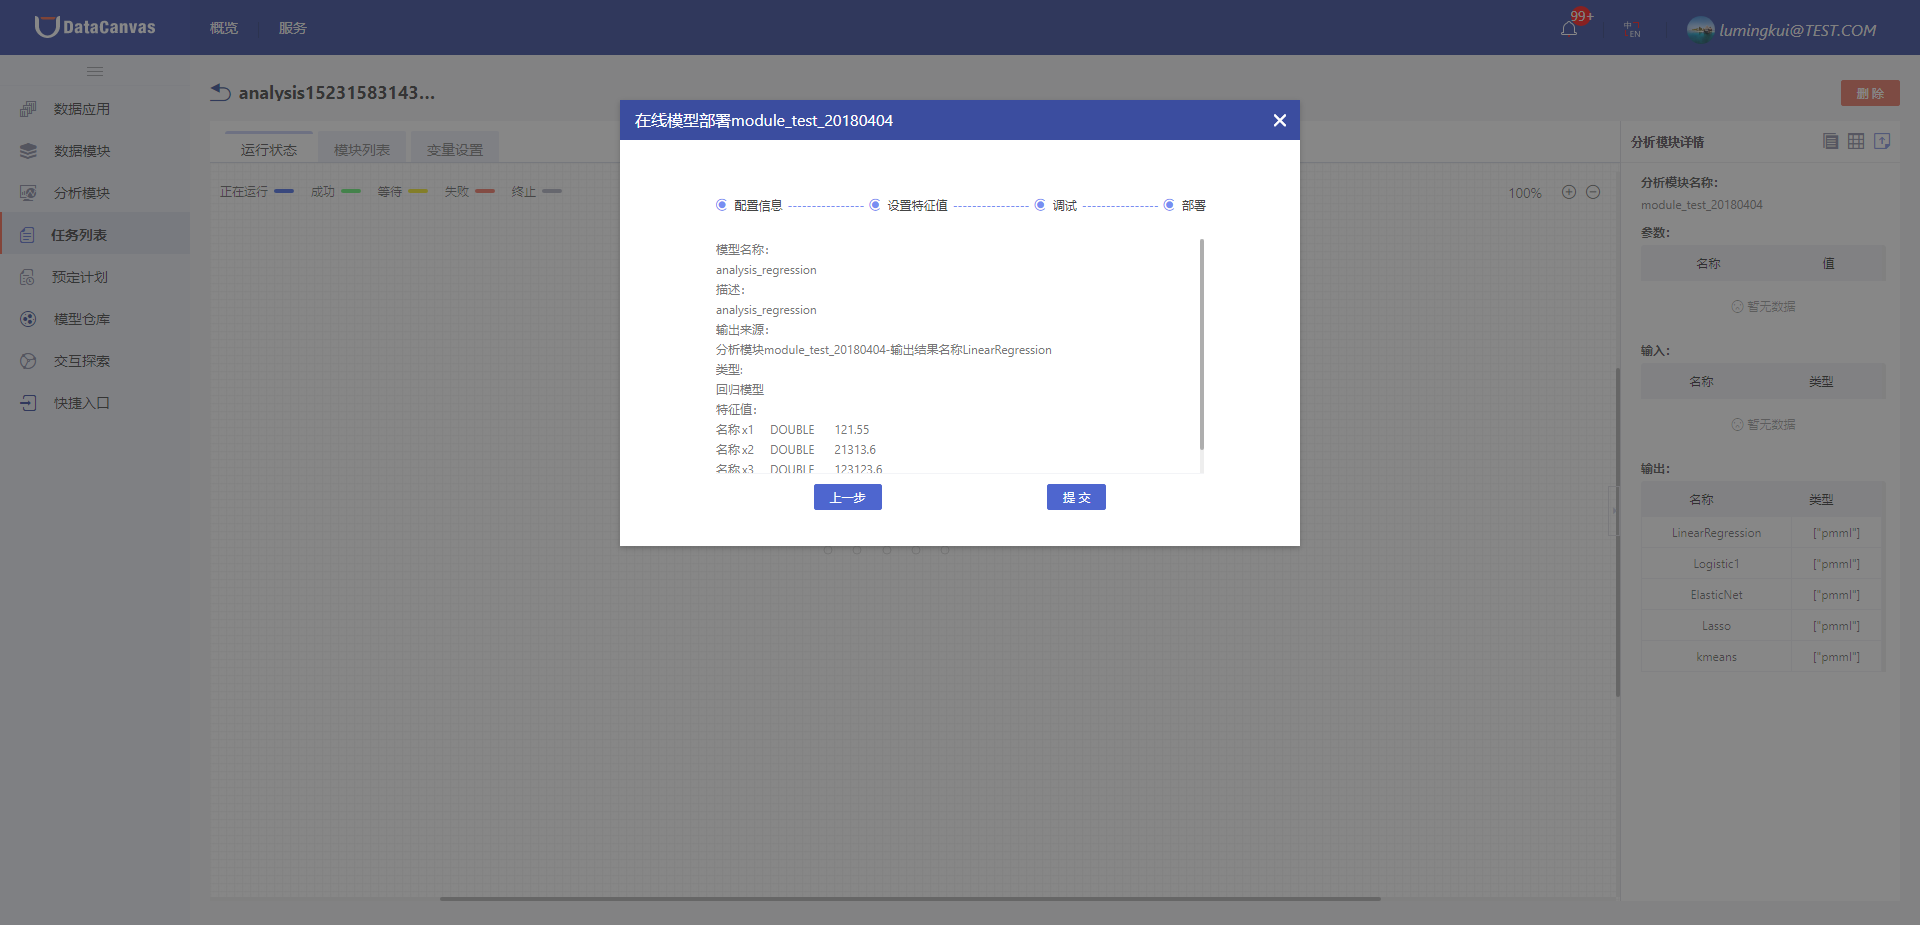 DataCanvas
概览
服务
99+
中
EN
lumingkui@TEST.COM
数据应用
数据模块
分析模块
任务列表
预定计划
模型仓库
交互探索
快捷入口
analysis15231583143...
删 除
运行状态
模块列表
变量设置
正在运行
成功
等待
失败
终止
100%
在线模型部署module_test_20180404
配置信息
设置特征值
调试
部署
模型名称：
analysis_regression
描述：
analysis_regression
输出来源：
分析模块module_test_20180404-输出结果名称LinearRegression
类型：
回归模型
特征值：
名称 x1 DOUBLE 121.55
名称 x2 DOUBLE 21313.6
名称 x3 DOUBLE 123123.6
上一步
提 交
分析模块详情
分析模块名称：
module_test_20180404
参数：
名称 值
暂无数据
输入：
名称 类型
暂无数据
输出：
名称 类型
LinearRegression ["pmml"]
Logistic1 ["pmml"]
ElasticNet ["pmml"]
Lasso ["pmml"]
kmeans ["pmml"]